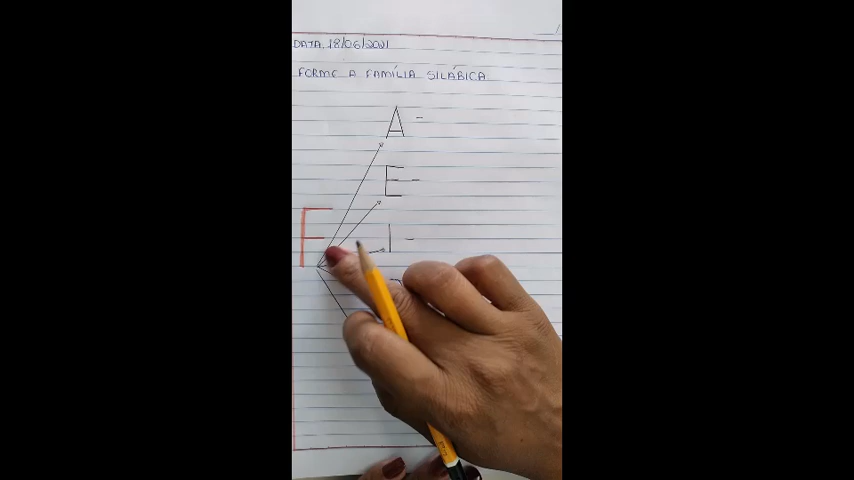 DATA, 18/06/2021
FORME A FAMÍLIA SILÁBICA
A -
E -
F
I -